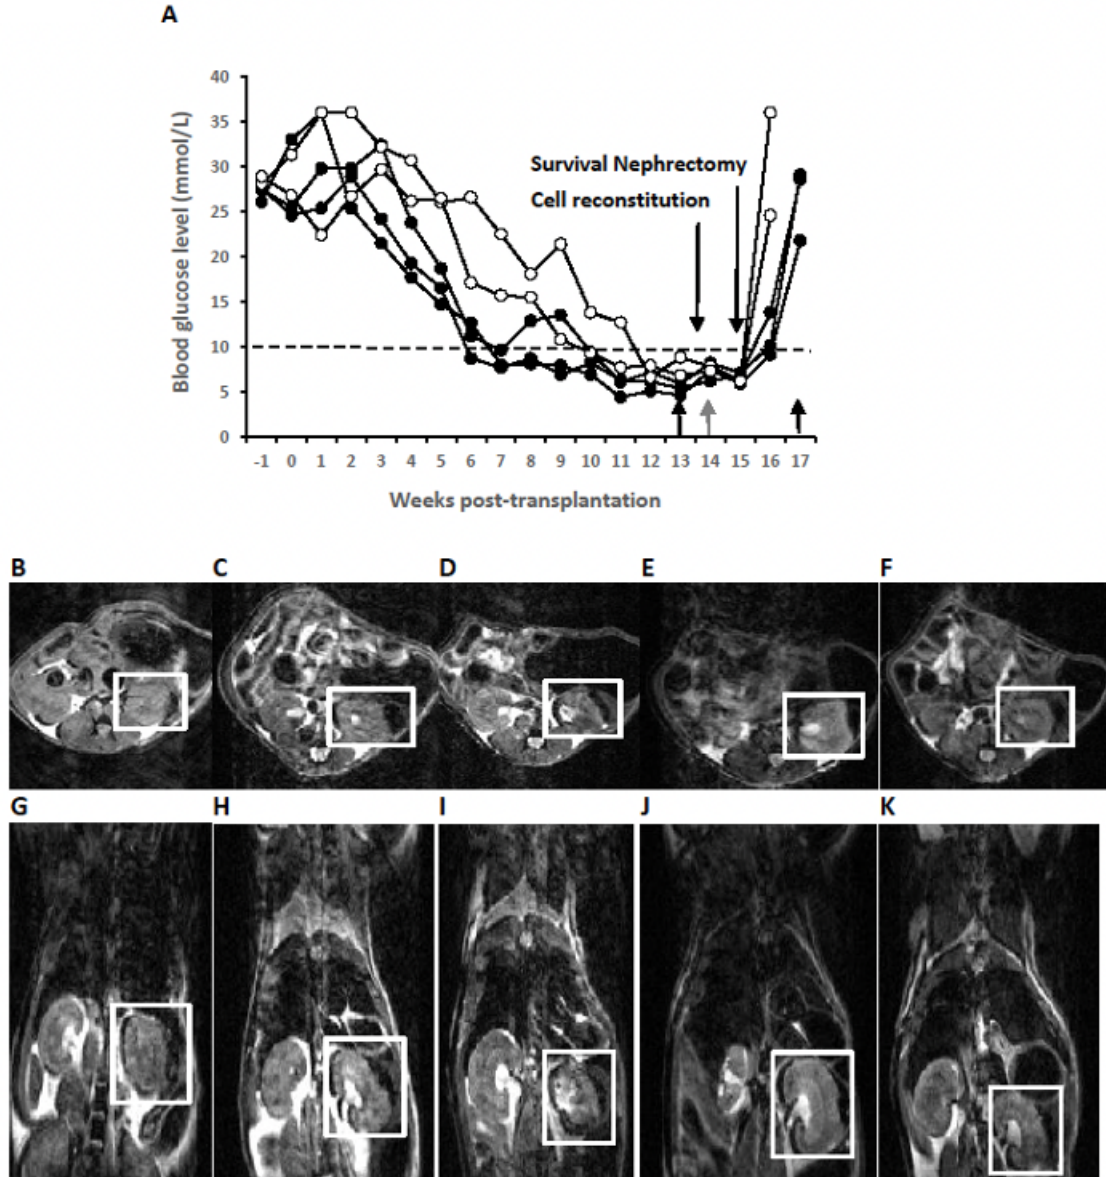 A
40
35
30
25
20
15
10
5
0
Blood glucose level (mmol/L)
Survival Nephrectomy
Cell reconstitution
-1 0 1 2 3 4 5 6 7 8 9 10 11 12 13 14 15 16 17
Weeks post-transplantation
B C D E F
G H I J K